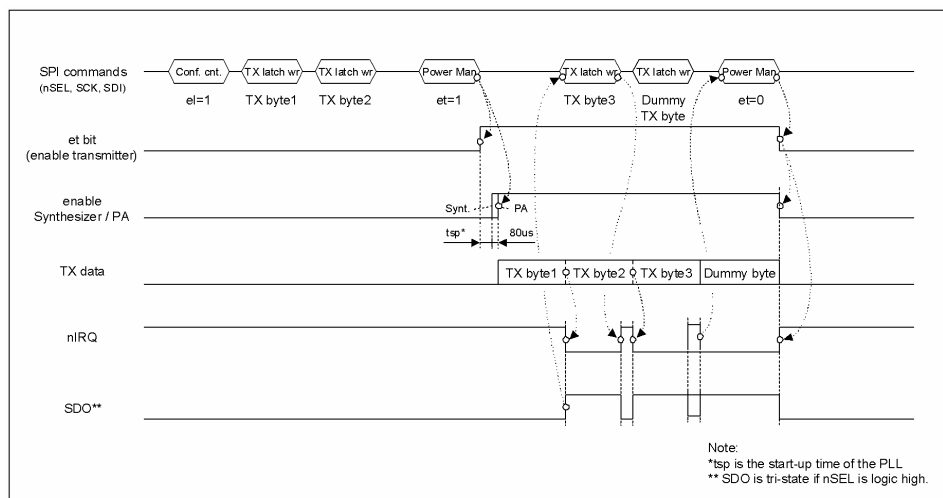 SPI commands
(nSEL, SCK, SDI)
Conf. cnt.
TX latch wr
TX latch wr
Power Man
TX latch wr
TX latch wr
Power Man
el=1
TX byte1
TX byte2
et=1
TX byte3
Dummy
TX byte
et=0
et bit
(enable transmitter)
enable
Synthesizer / PA
Synt.
PA
tsp*
80us
TX data
TX byte1
TX byte2
TX byte3
Dummy byte
nIRQ
SDO**
Note:
*tsp is the start-up time of the PLL
** SDO is tri-state if nSEL is logic high.